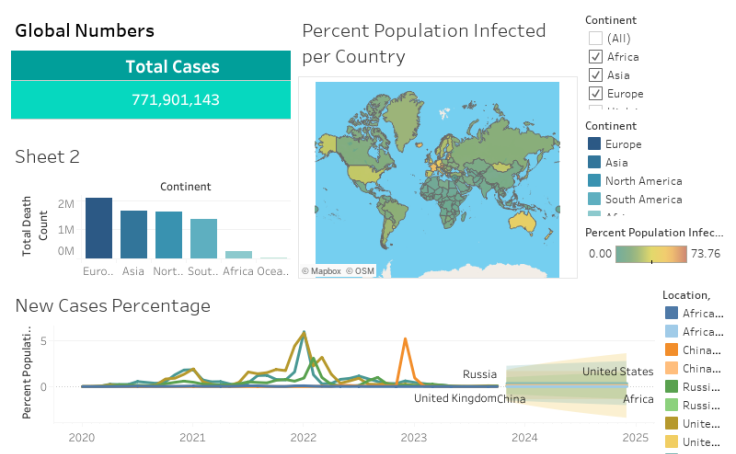 Global Numbers
Total Cases
771,901,143
Percent Population Infected
per Country
© Mapbox © OSM
Continent
(All)
Africa
Asia
Europe
Continent
Europe
Asia
North America
South America
Percent Population Infec...
0.00
73.76
Sheet 2
Continent
Total Death
Count
2M
1M
0M
Euro..
Asia
Nort..
Sout..
Africa
Ocea..
New Cases Percentage
Percent Populati..
5
0
Russia
United Kingdom
China
United States
Africa
2020
2021
2022
2023
2024
2025
Location,
Africa...
Africa...
China...
China...
Russi...
Russi...
Unite...
Unite...